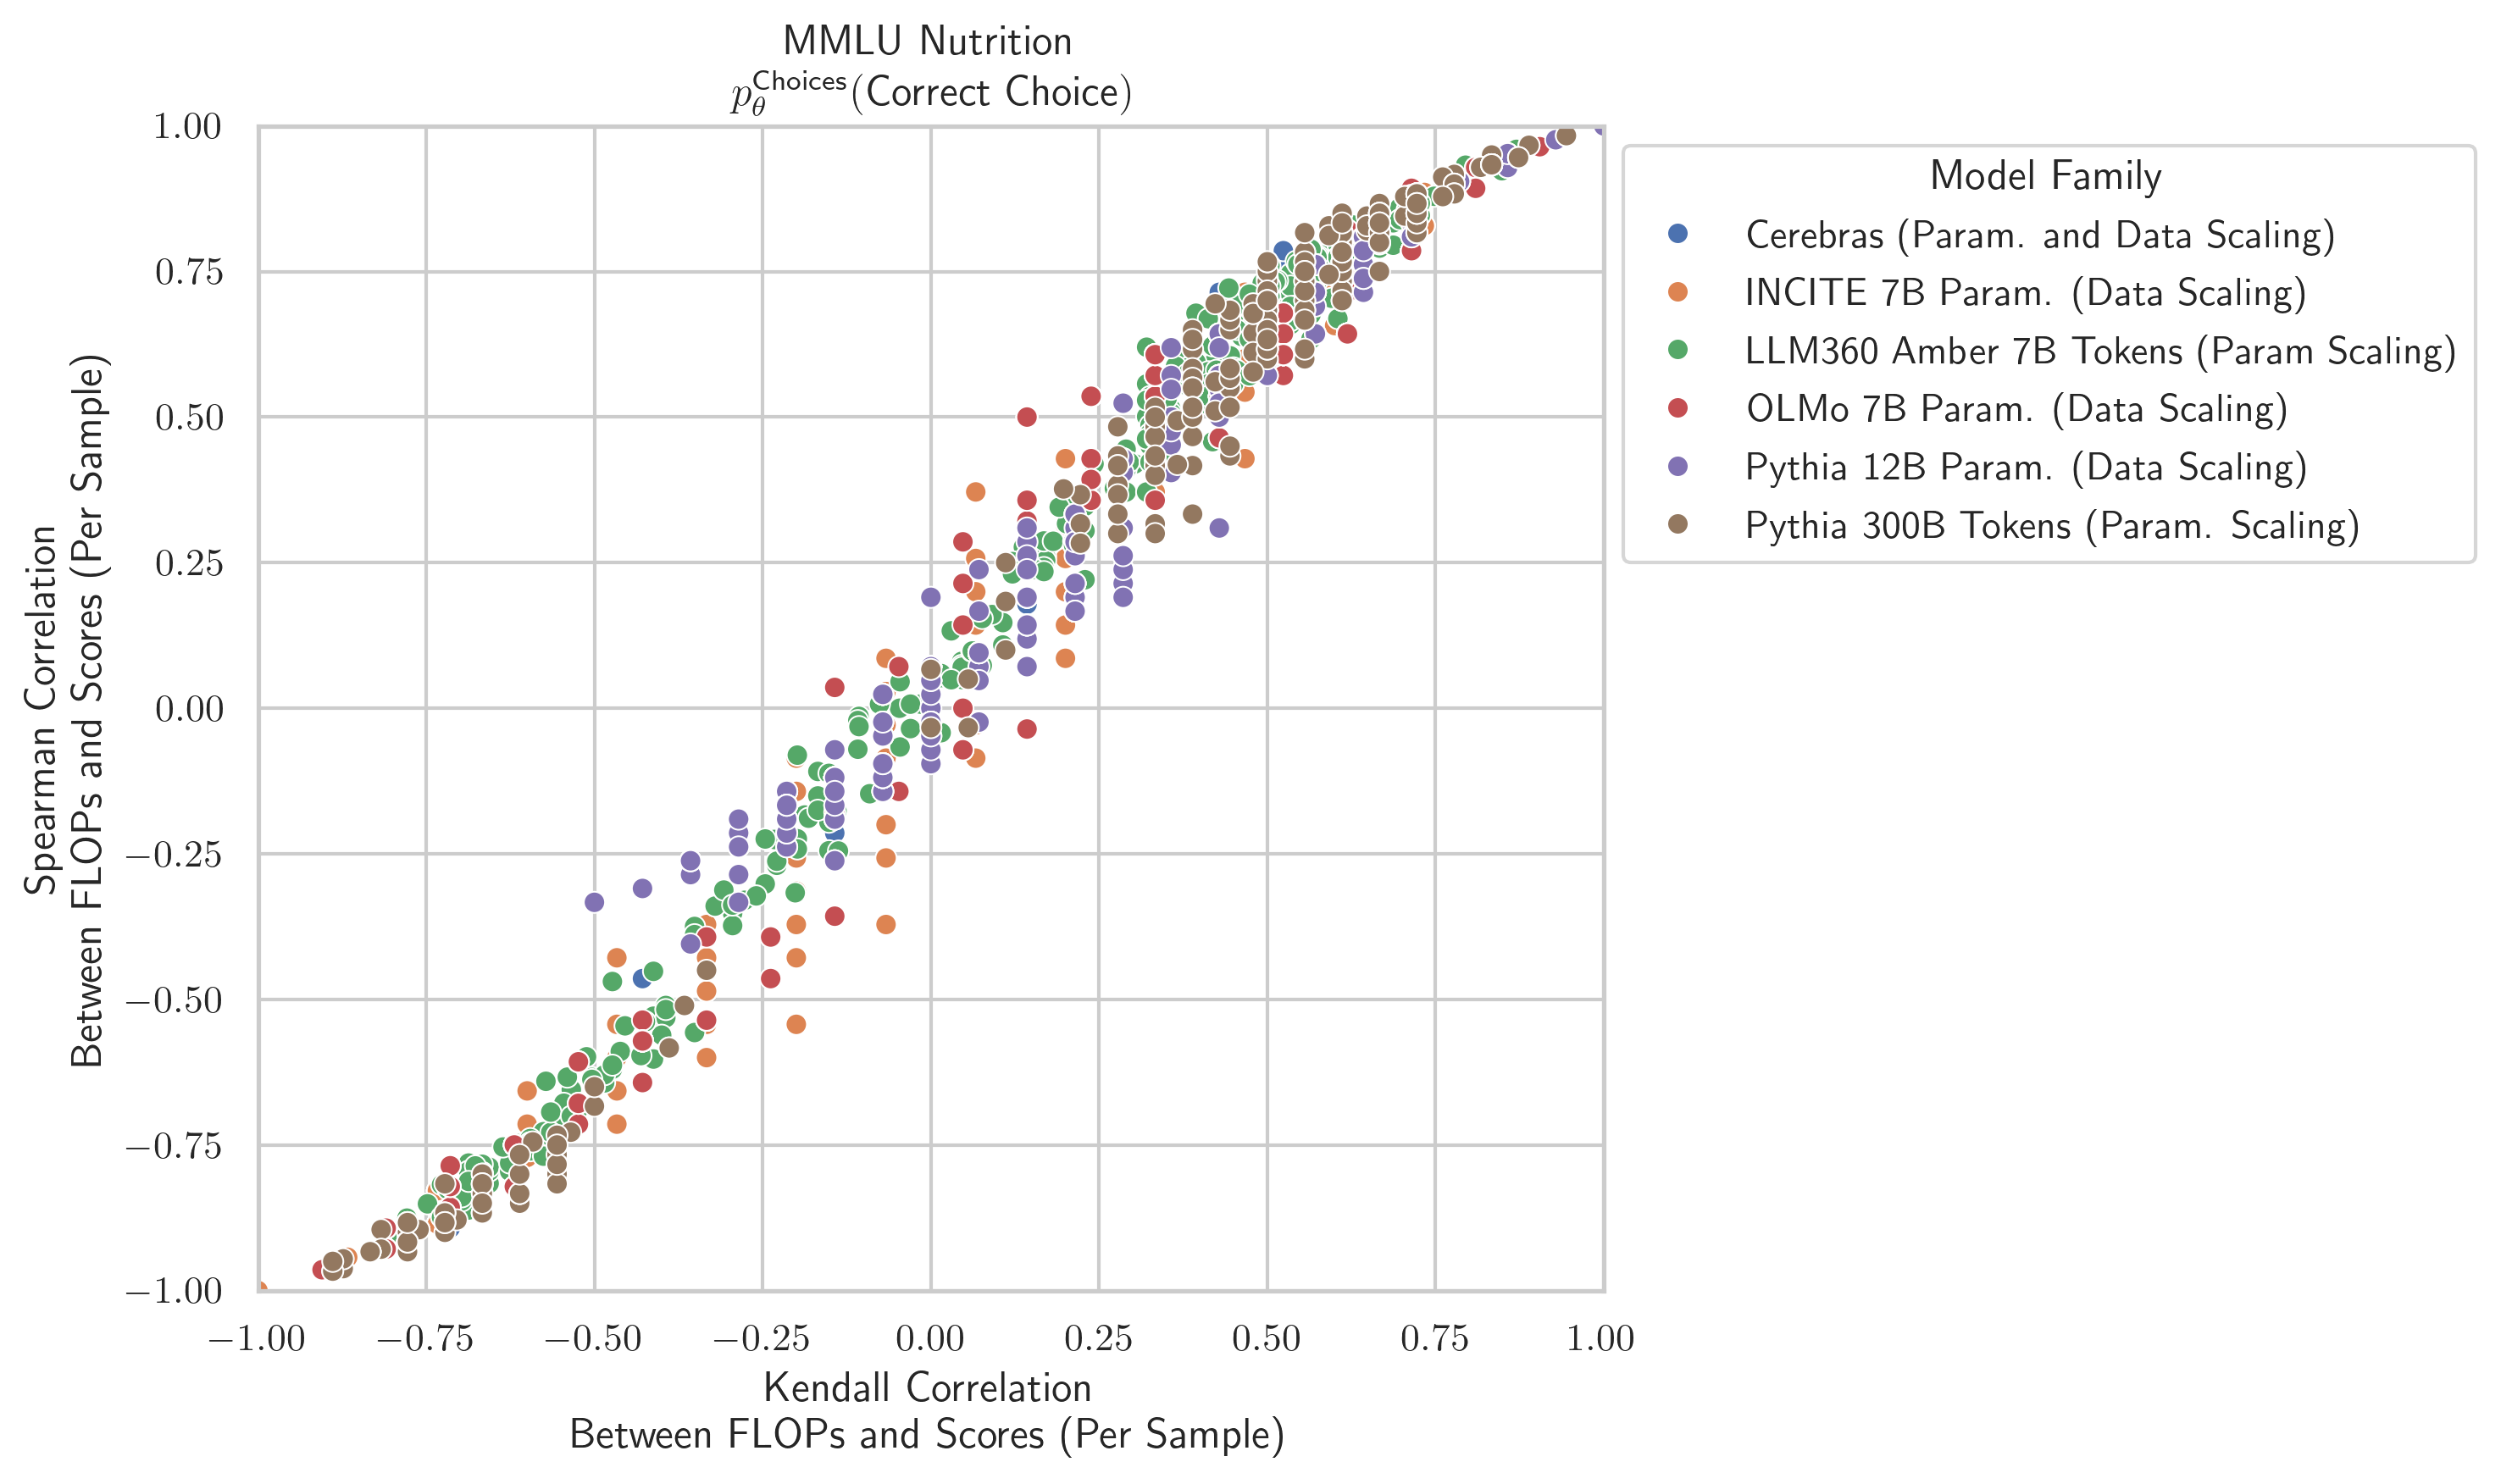 MMLU Nutrition
p_θ^Choices(Correct Choice)
Spearman Correlation
Between FLOPs and Scores (Per Sample)
1.00
0.75
0.50
0.25
0.00
−0.25
−0.50
−0.75
−1.00
−1.00 −0.75 −0.50 −0.25 0.00 0.25 0.50 0.75 1.00
Kendall Correlation
Between FLOPs and Scores (Per Sample)
Model Family
Cerebras (Param. and Data Scaling)
INCITE 7B Param. (Data Scaling)
LLM360 Amber 7B Tokens (Param Scaling)
OLMo 7B Param. (Data Scaling)
Pythia 12B Param. (Data Scaling)
Pythia 300B Tokens (Param. Scaling)